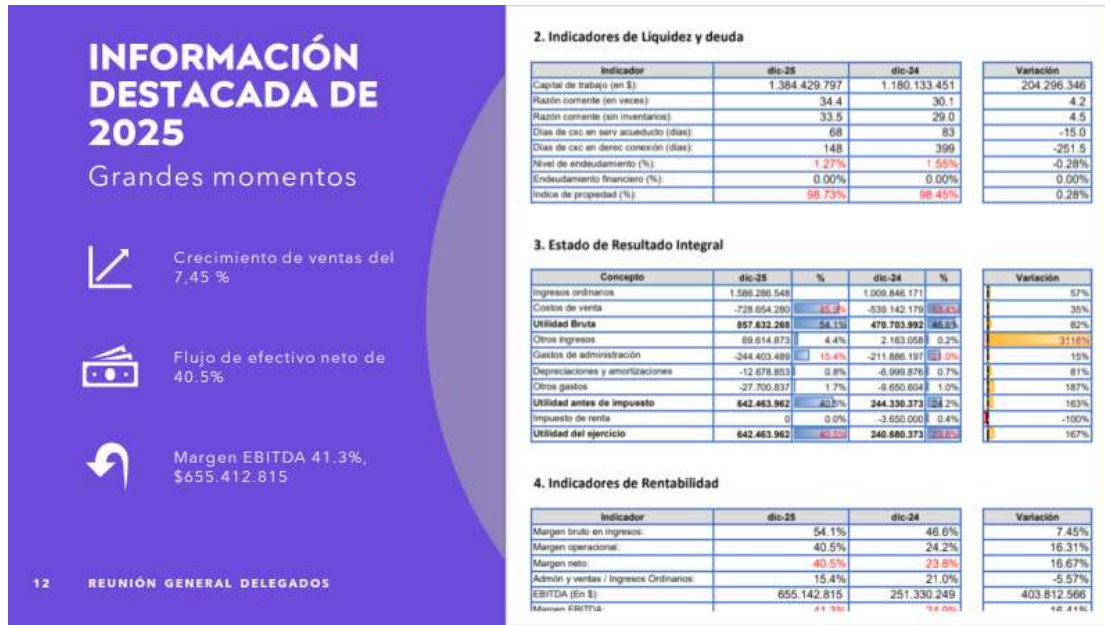 INFORMACIÓN
DESTACADA DE
2025
Grandes momentos
Crecimiento de ventas del
7,45 %
Flujo de efectivo neto de
40.5%
Margen EBITDA 41.3%,
$655.412.815
12 REUNIÓN GENERAL DELEGADOS
2. Indicadores de Liquidez y deuda
Indicador dic-25 dic-24 Variación
Capital de trabajo (en $): 1.384.429.797 1.180.133.451 204.296.346
Razón corriente (en veces): 34.4 30.1 4.2
Razón corriente (sin inventarios): 33.5 29.0 4.5
Días de cxc en serv acueducto (días): 68 83 -15.0
Días de cxc en derec conexión (días): 148 399 -251.5
Nivel de endeudamiento (%): 1.27% 1.55% -0.28%
Endeudamiento financiero (%): 0.00% 0.00% 0.00%
Indice de propiedad (%): 98.73% 98.45% 0.28%
3. Estado de Resultado Integral
Concepto dic-25 % dic-24 % Variación
Ingresos ordinarios 1.586.286.548 1.009.846.171 57%
Costos de venta -728.654.280 -539.142.179 35%
Utilidad Bruta 857.632.268 54.1% 470.703.992 46.6% 82%
Otros ingresos 69.614.873 4.4% 2.163.058 0.2% 3118%
Gastos de administración -244.403.489 15.4% -211.886.197 21.0% 15%
Depreciaciones y amortizaciones -12.678.853 0.8% -6.999.876 0.7% 81%
Otros gastos -27.700.837 1.7% -9.650.604 1.0% 187%
Utilidad antes de impuesto 642.463.962 40.5% 244.330.373 24.2% 163%
Impuesto de renta 0 0.0% -3.650.000 0.4% -100%
Utilidad del ejercicio 642.463.962 240.680.373 167%
4. Indicadores de Rentabilidad
Indicador dic-25 dic-24 Variación
Margen bruto en ingresos: 54.1% 46.6% 7.45%
Margen operacional: 40.5% 24.2% 16.31%
Margen neto: 40.5% 23.8% 16.67%
Admón y ventas / Ingresos Ordinarios: 15.4% 21.0% -5.57%
EBITDA (En $): 655.142.815 251.330.249 403.812.566
Margen EBITDA: 41.3% 24.9% 16.41%